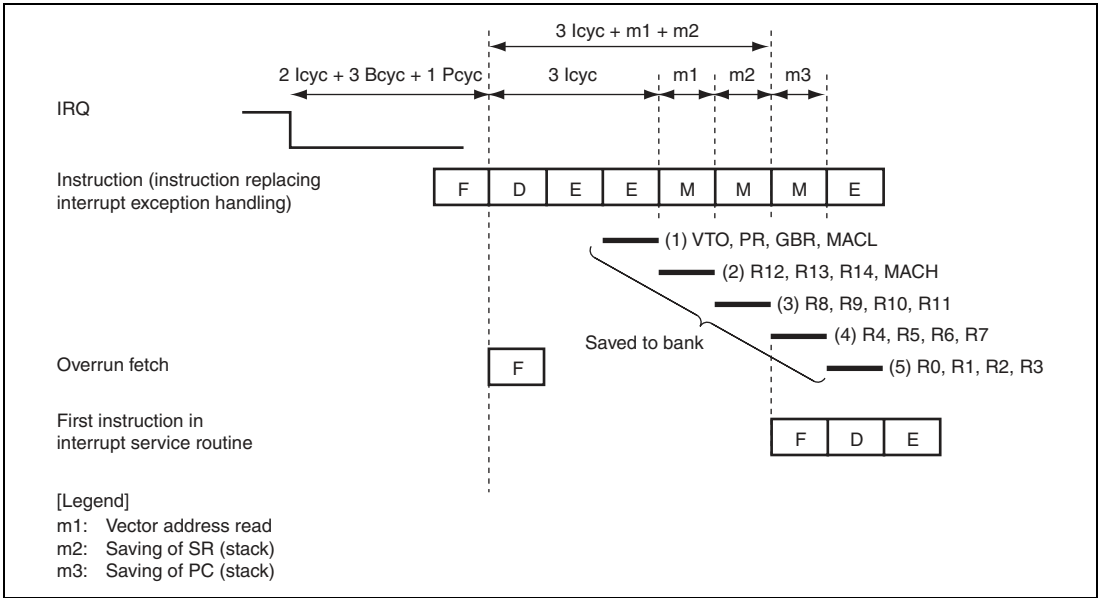 3 Icyc + m1 + m2
2 Icyc + 3 Bcyc + 1 Pcyc
3 Icyc
m1
m2
m3
IRQ
Instruction (instruction replacing
interrupt exception handling)
F D E E M M M E
(1) VTO, PR, GBR, MACL
(2) R12, R13, R14, MACH
(3) R8, R9, R10, R11
(4) R4, R5, R6, R7
(5) R0, R1, R2, R3
Saved to bank
Overrun fetch
F
First instruction in
interrupt service routine
F D E
[Legend]
m1: Vector address read
m2: Saving of SR (stack)
m3: Saving of PC (stack)